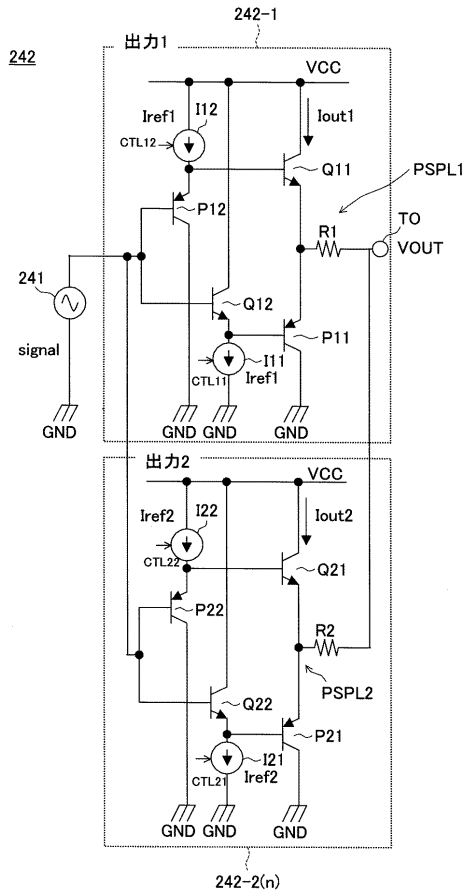 242-1
242
出力1
VCC
Iref1
I12
Iout1
CTL12
Q11
PSPL1
P12
TO
R1
VOUT
241
Q12
P11
signal
I11
CTL11
Iref1
GND
GND
GND
GND
出力2
VCC
Iref2
I22
Iout2
CTL22
Q21
P22
R2
PSPL2
Q22
P21
I21
CTL21
Iref2
GND
GND
GND
242-2(n)